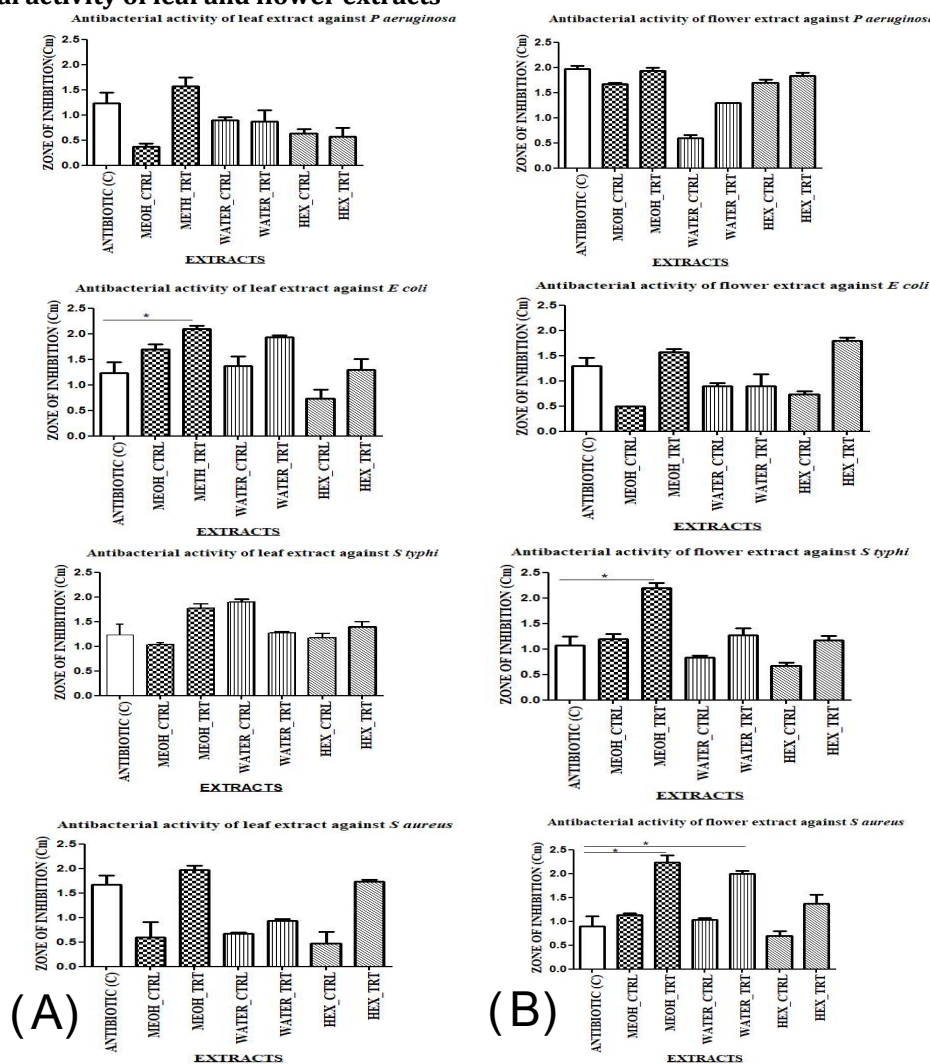 al activity of leaf and flower extracts
Antibacterial activity of leaf extract against P aeruginosa
ZONE OF INHIBITION(Cm)
2.5
2.0
1.5
1.0
0.5
0.0
ANTIBIOTIC (C)
MEOH_CTRL
METH_TRT
WATER_CTRL
WATER_TRT
HEX_CTRL
HEX_TRT
EXTRACTS
Antibacterial activity of flower extract against P aeruginosa
ZONE OF INHIBITION (Cm)
2.5
2.0
1.5
1.0
0.5
0.0
ANTIBIOTIC (C)
MEOH_CTRL
MEOH_TRT
WATER_CTRL
WATER_TRT
HEX_CTRL
HEX_TRT
EXTRACTS
Antibacterial activity of leaf extract against E coli
ZONE OF INHIBITION (Cm)
2.5
2.0
1.5
1.0
0.5
0.0
*
ANTIBIOTIC (C)
MEOH_CTRL
METH_TRT
WATER_CTRL
WATER_TRT
HEX_CTRL
HEX_TRT
EXTRACTS
Antibacterial activity of flower extract against E coli
ZONE OF INHIBITION (Cm)
2.5
2.0
1.5
1.0
0.5
0.0
ANTIBIOTIC (C)
MEOH_CTRL
MEOH_TRT
WATER_CTRL
WATER_TRT
HEX_CTRL
HEX_TRT
EXTRACTS
Antibacterial activity of leaf extract against S typhi
ZONE OF INHIBITION (Cm)
2.5
2.0
1.5
1.0
0.5
0.0
ANTIBIOTIC (C)
MEOH_CTRL
MEOH_TRT
WATER_CTRL
WATER_TRT
HEX_CTRL
HEX_TRT
EXTRACTS
Antibacterial activity of flower extract against S typhi
ZONE OF INHIBITION (Cm)
2.5
2.0
1.5
1.0
0.5
0.0
*
ANTIBIOTIC (C)
MEOH_CTRL
MEOH_TRT
WATER_CTRL
WATER_TRT
HEX_CTRL
HEX_TRT
EXTRACTS
Antibacterial activity of leaf extract against S aureus
ZONE OF INHIBITION (Cm)
2.5
2.0
1.5
1.0
0.5
0.0
ANTIBIOTIC (C)
MEOH_CTRL
MEOH_TRT
WATER_CTRL
WATER_TRT
HEX_CTRL
HEX_TRT
EXTRACTS
(A)
Antibacterial activity of flower extract against S aureus
ZONE OF INHIBITION (Cm)
2.5
2.0
1.5
1.0
0.5
0.0
*
*
ANTIBIOTIC (C)
MEOH_CTRL
MEOH_TRT
WATER_CTRL
WATER_TRT
HEX_CTRL
HEX_TRT
EXTRACTS
(B)